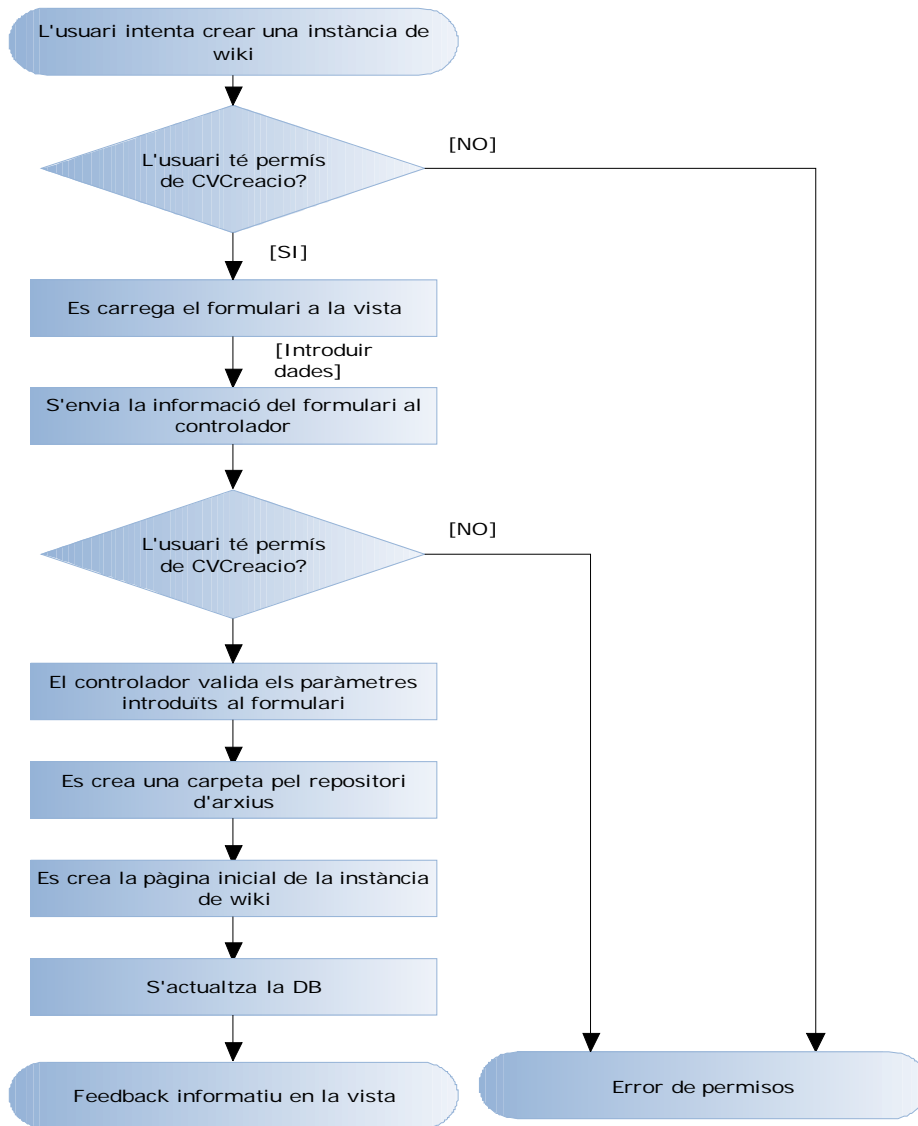 L'usuari intenta crear una instància de
wiki
[NO]
L'usuari té permís
de CVCreacio?
[SI]
Es carrega el formulari a la vista
[Introduir
dades]
S'envia la informació del formulari al
controlador
[NO]
L'usuari té permís
de CVCreacio?
El controlador valida els paràmetres
introduïts al formulari
Es crea una carpeta pel repositori
d'arxius
Es crea la pàgina inicial de la instància
de wiki
S'actualtza la DB
Feedback informatiu en la vista
Error de permisos